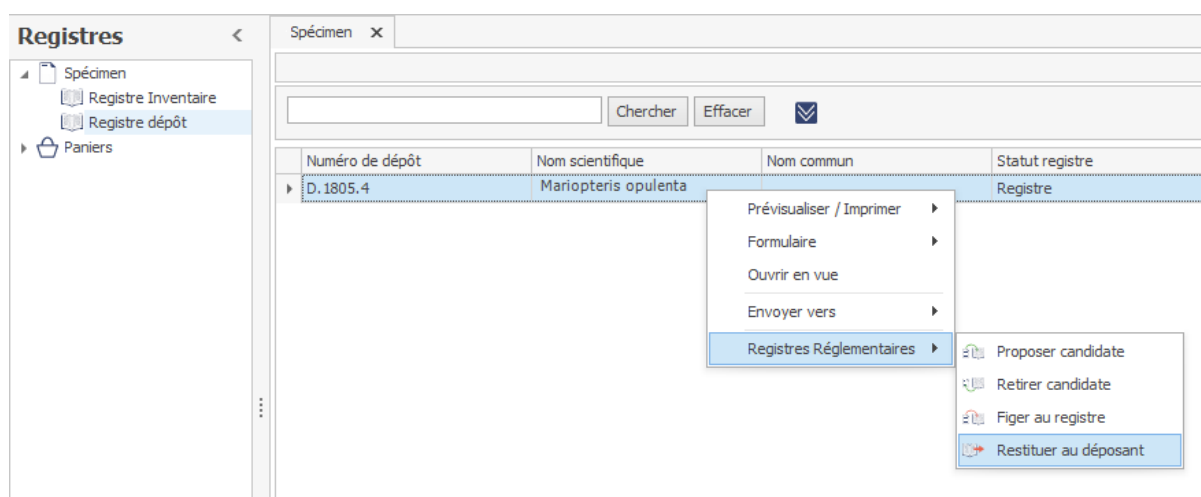 Registres
Spécimen
Registre Inventaire
Registre dépôt
Paniers
Spécimen X
Chercher Effacer
Numéro de dépôt Nom scientifique Nom commun Statut registre
D.1805.4 Mariopteris opulenta Registre
Prévisualiser / Imprimer
Formulaire
Ouvrir en vue
Envoyer vers
Registres Réglementaires
Proposer candidate
Retirer candidate
Figer au registre
Restituer au déposant